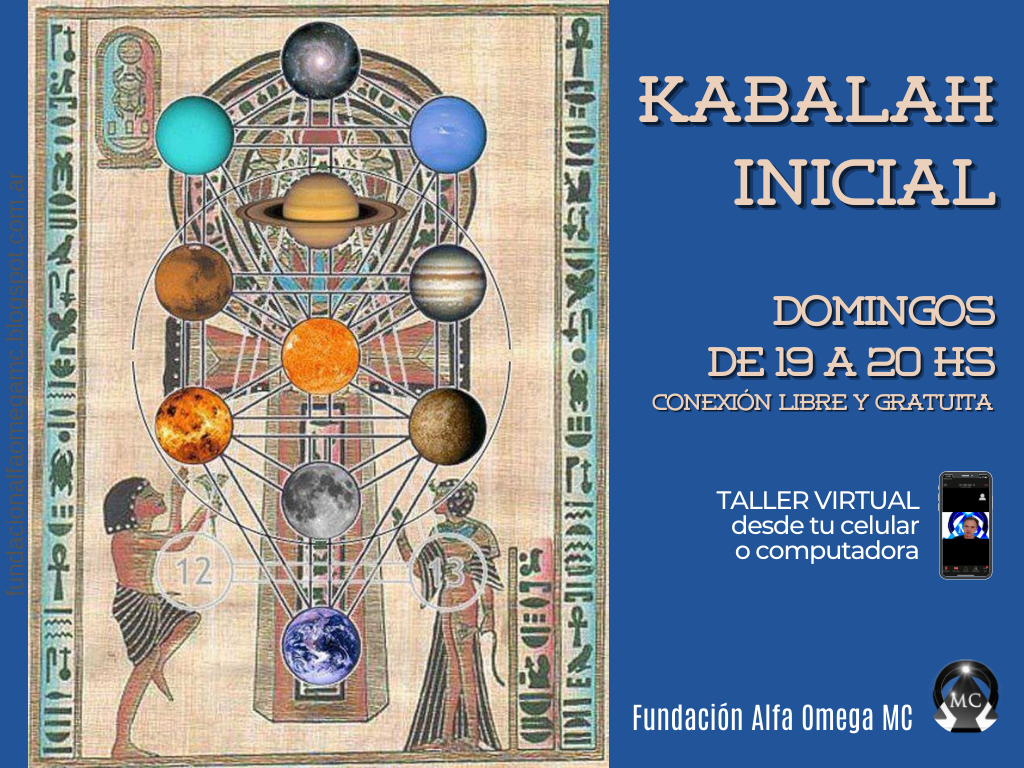 KABALAH
INICIAL
DOMINGOS
DE 19 A 20 HS
CONEXIÓN LIBRE Y GRATUITA
TALLER VIRTUAL
desde tu celular
o computadora
Fundación Alfa Omega MC
MC
12
13
fundacionalfaomegamc.blogspot.com.ar